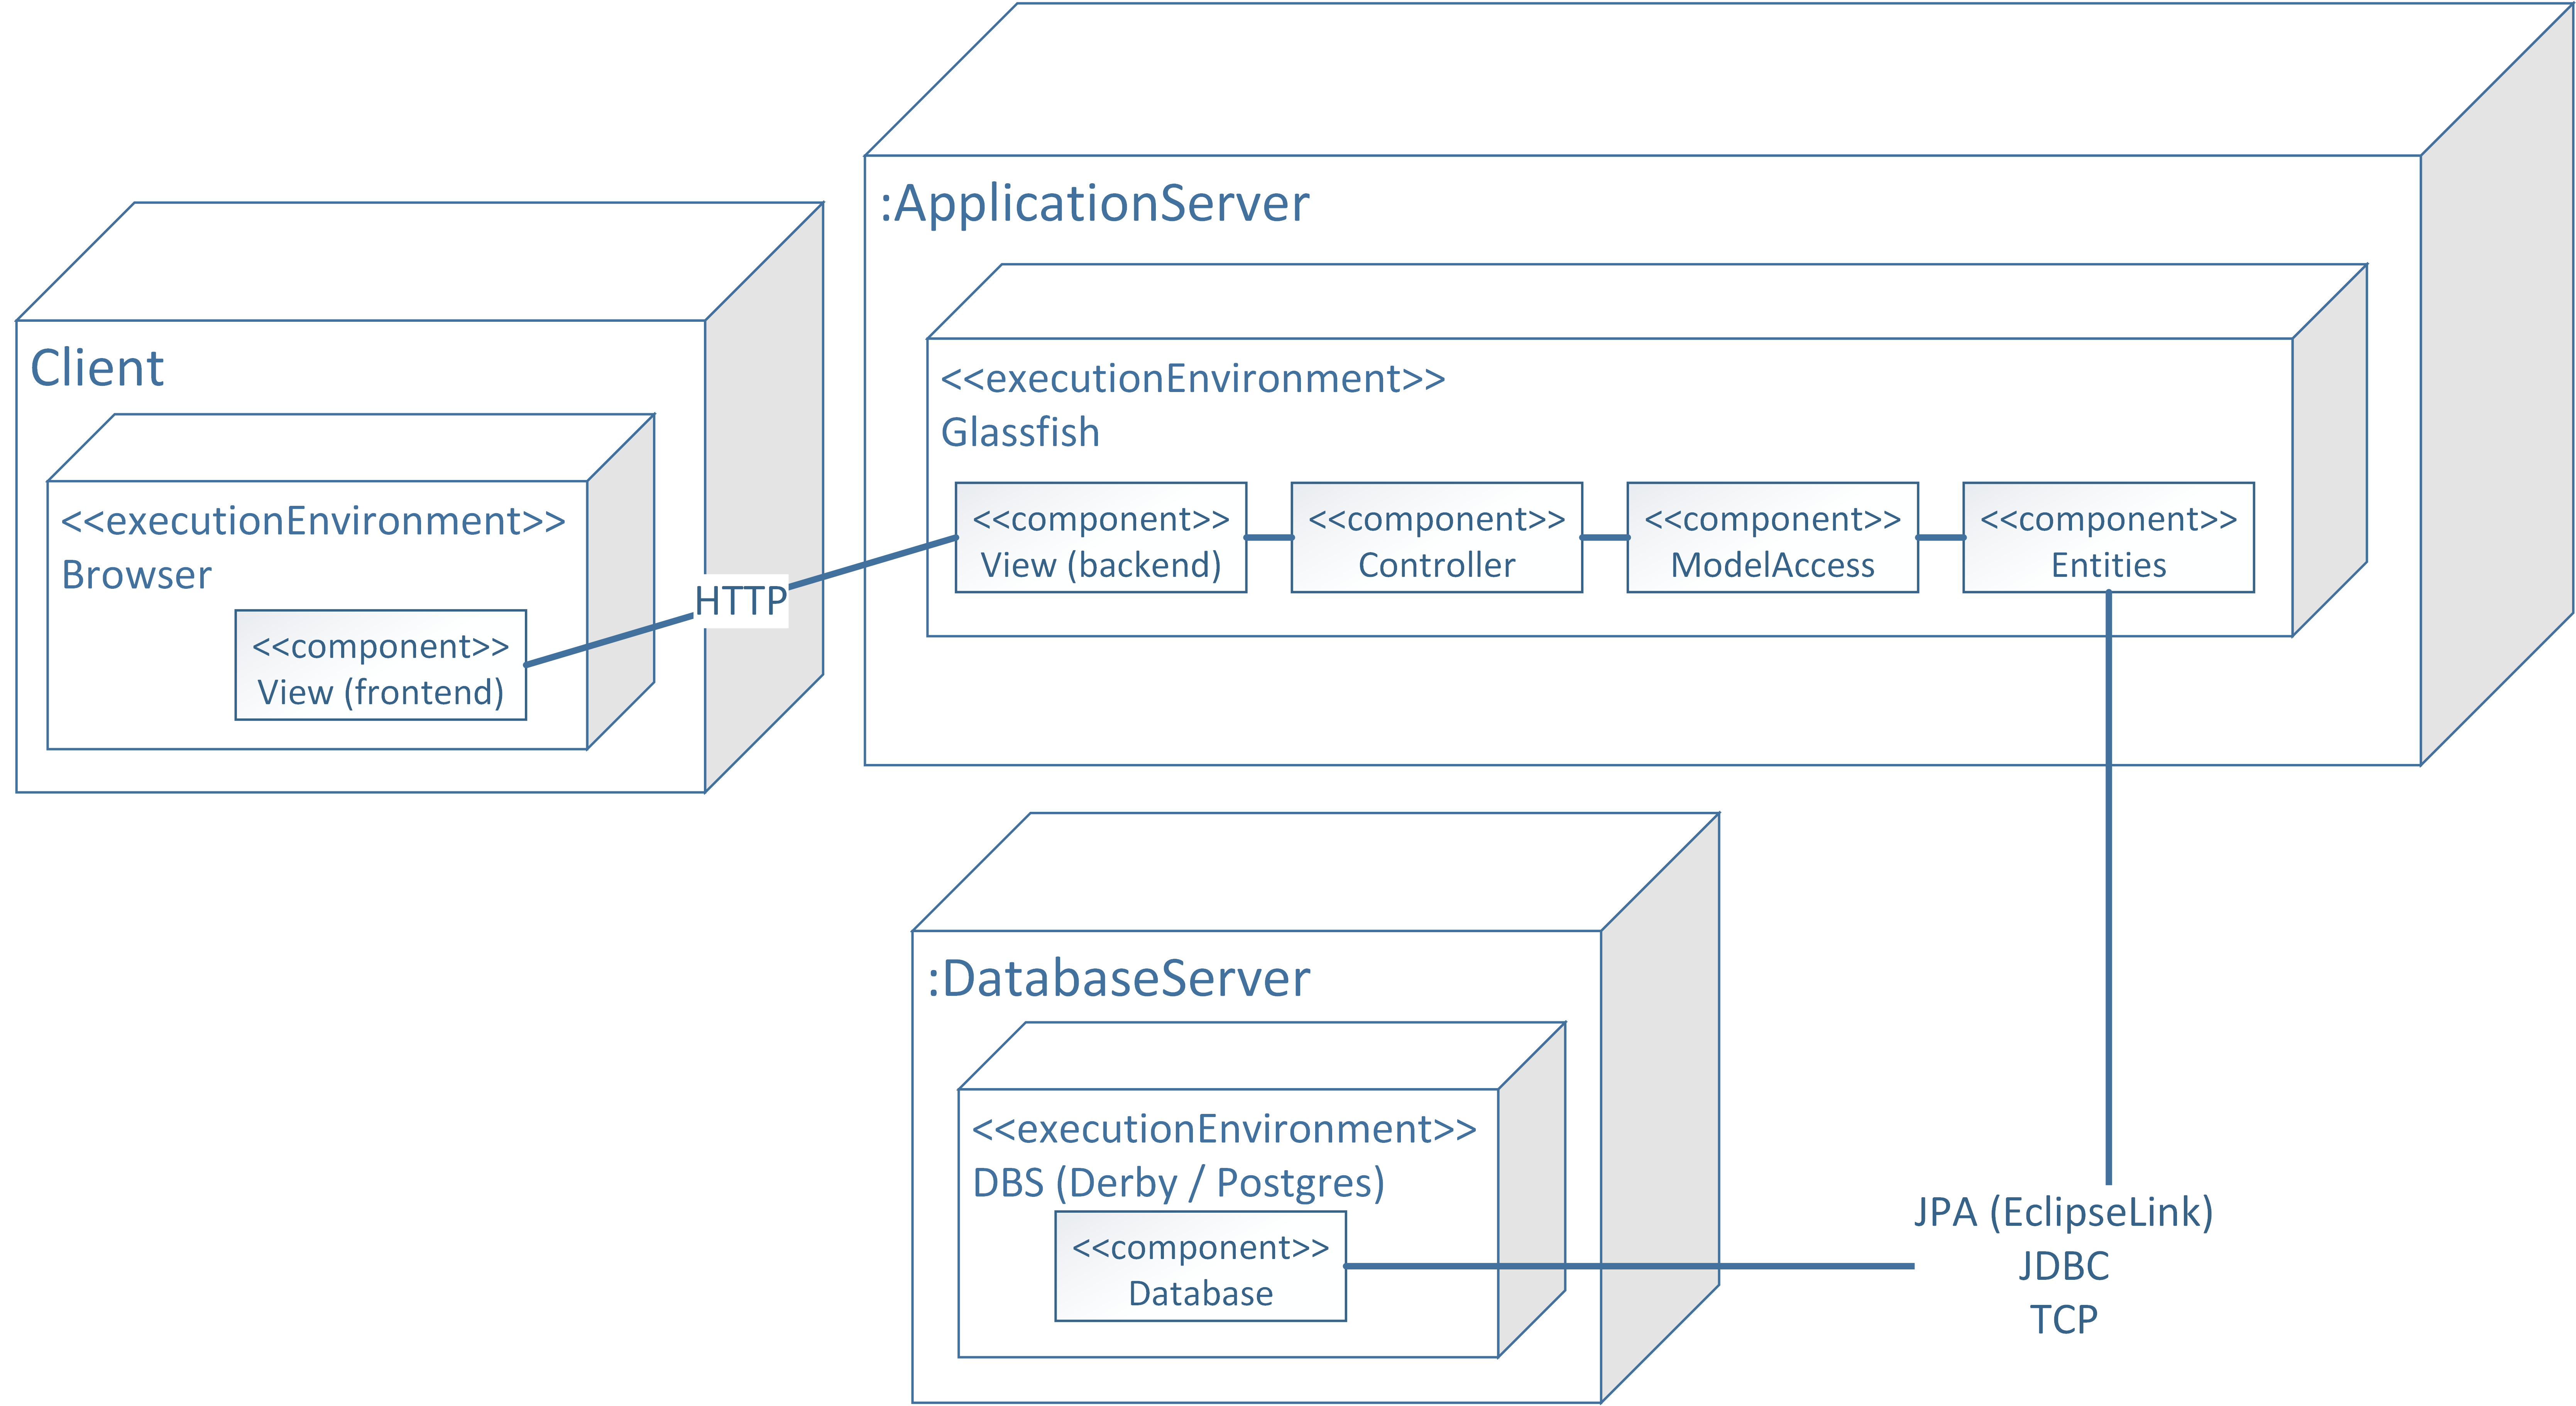 :ApplicationServer
Client
<<executionEnvironment>>
Glassfish
<<component>>
View (backend)
<<component>>
Controller
<<component>>
ModelAccess
<<component>>
Entities
<<executionEnvironment>>
Browser
<<component>>
View (frontend)
HTTP
:DatabaseServer
<<executionEnvironment>>
DBS (Derby / Postgres)
<<component>>
Database
JPA (EclipseLink)
JDBC
TCP